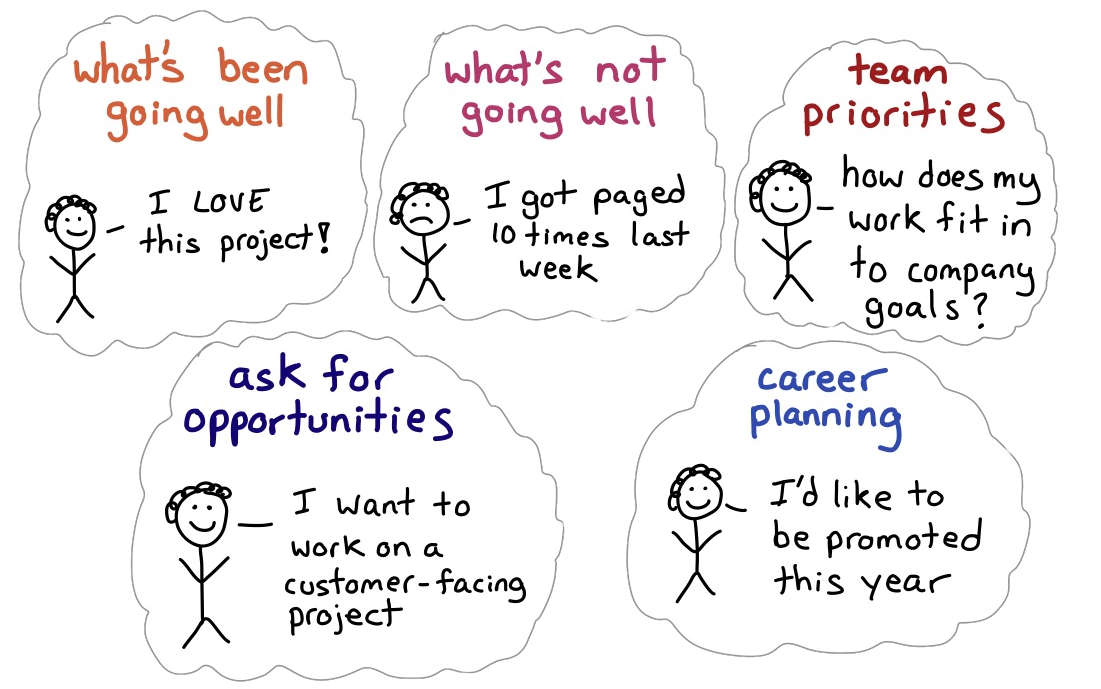 what's been
going well
I LOVE
this project!
what's not
going well
I got paged
10 times last
week
team
priorities
how does my
work fit in
to company
goals?
ask for
opportunities
I want to
work on a
customer-facing
project
career
planning
I'd like to
be promoted
this year